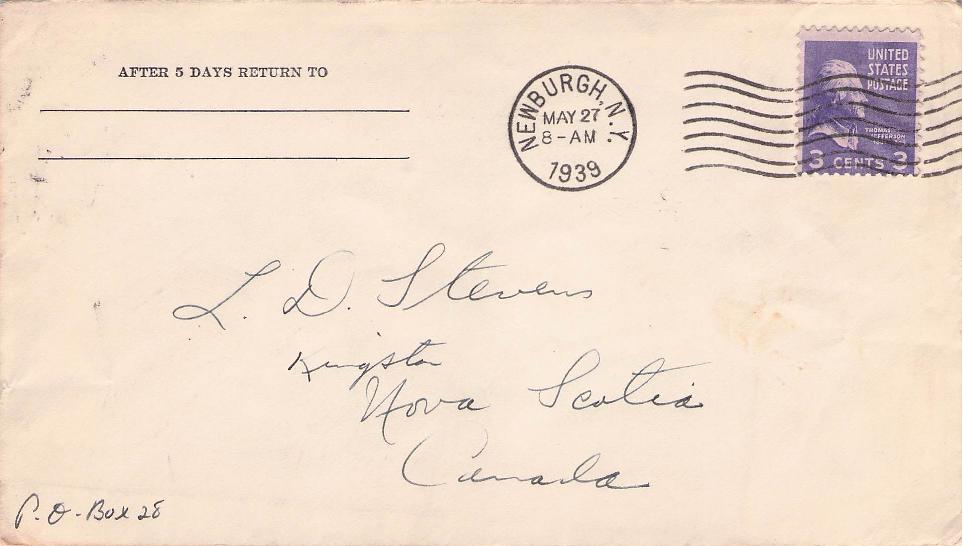 AFTER 5 DAYS RETURN TO
NEWBURGH, N.Y.
MAY 27
8-AM
1939
UNITED
STATES
POSTAGE
THOMAS
JEFFERSON
3 CENTS 3
L. D. Stevens
Kingston
Nova Scotia
Canada
P.O. Box 28